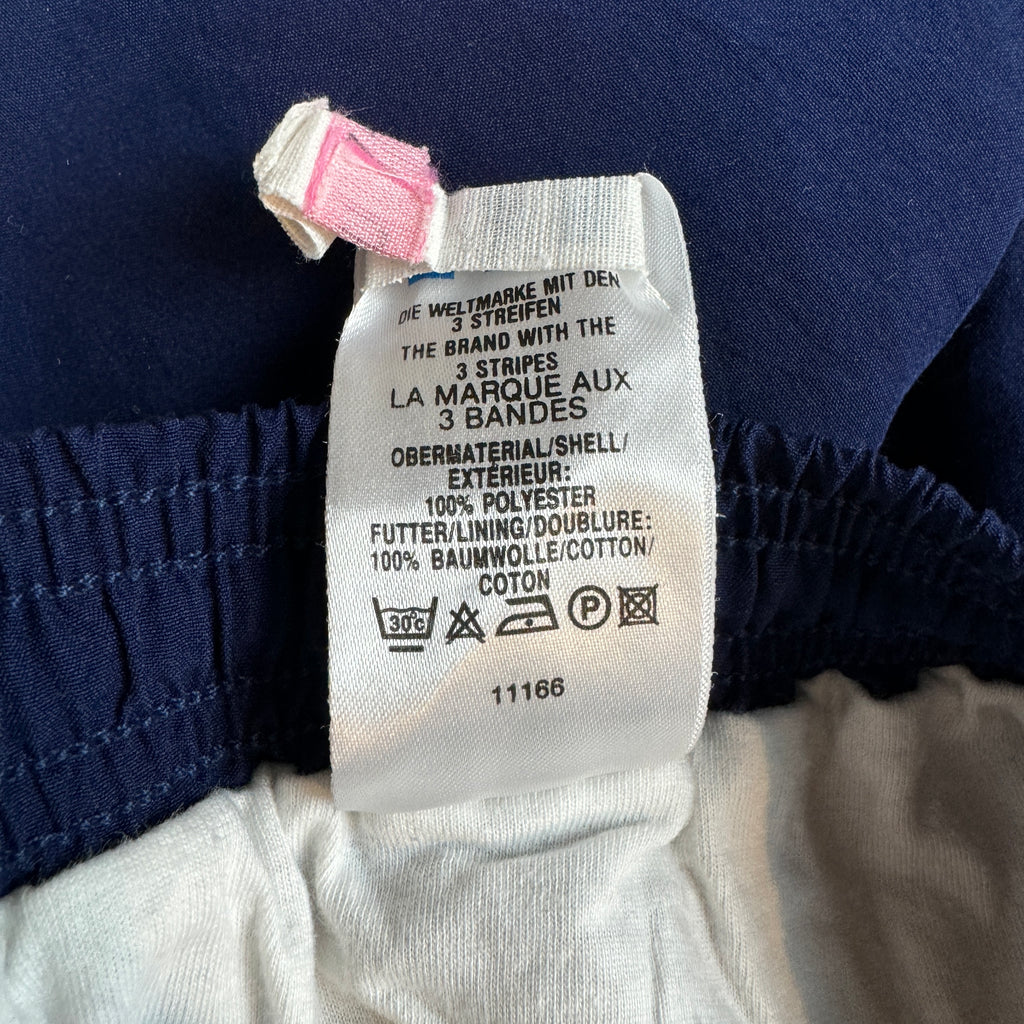 DIE WELTMARKE MIT DEN
3 STREIFEN
THE BRAND WITH THE
3 STRIPES
LA MARQUE AUX
3 BANDES
OBERMATERIAL/SHELL/
EXTÉRIEUR:
100% POLYESTER
FUTTER/LINING/DOUBLURE:
100% BAUMWOLLE/COTTON/
COTON
30°c P
11166